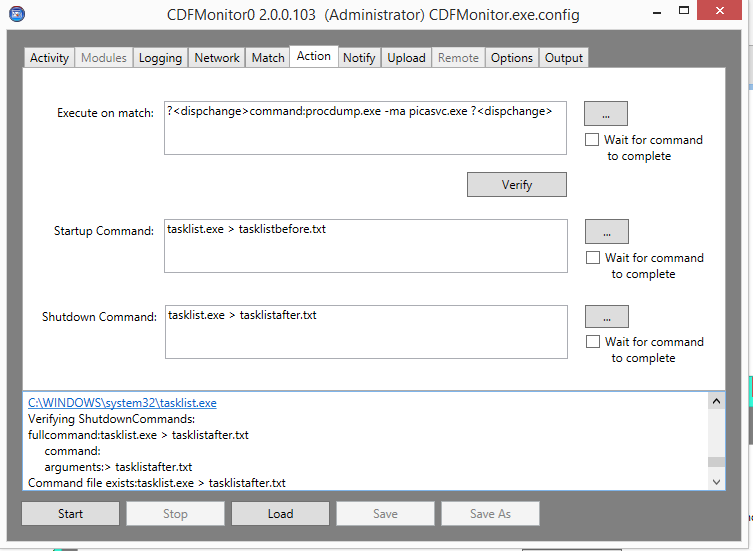 CDFMonitor0 2.0.0.103 (Administrator) CDFMonitor.exe.config
Activity Modules Logging Network Match Action Notify Upload Remote Options Output
Execute on match:
?<dispchange>command:procdump.exe -ma picasvc.exe ?<dispchange>
...
Wait for command
to complete
Verify
Startup Command:
tasklist.exe > tasklistbefore.txt
...
Wait for command
to complete
Shutdown Command:
tasklist.exe > tasklistafter.txt
...
Wait for command
to complete
C:\WINDOWS\system32\tasklist.exe
Verifying ShutdownCommands:
fullcommand:tasklist.exe > tasklistafter.txt
command:
arguments:> tasklistafter.txt
Command file exists:tasklist.exe > tasklistafter.txt
Start Stop Load Save Save As